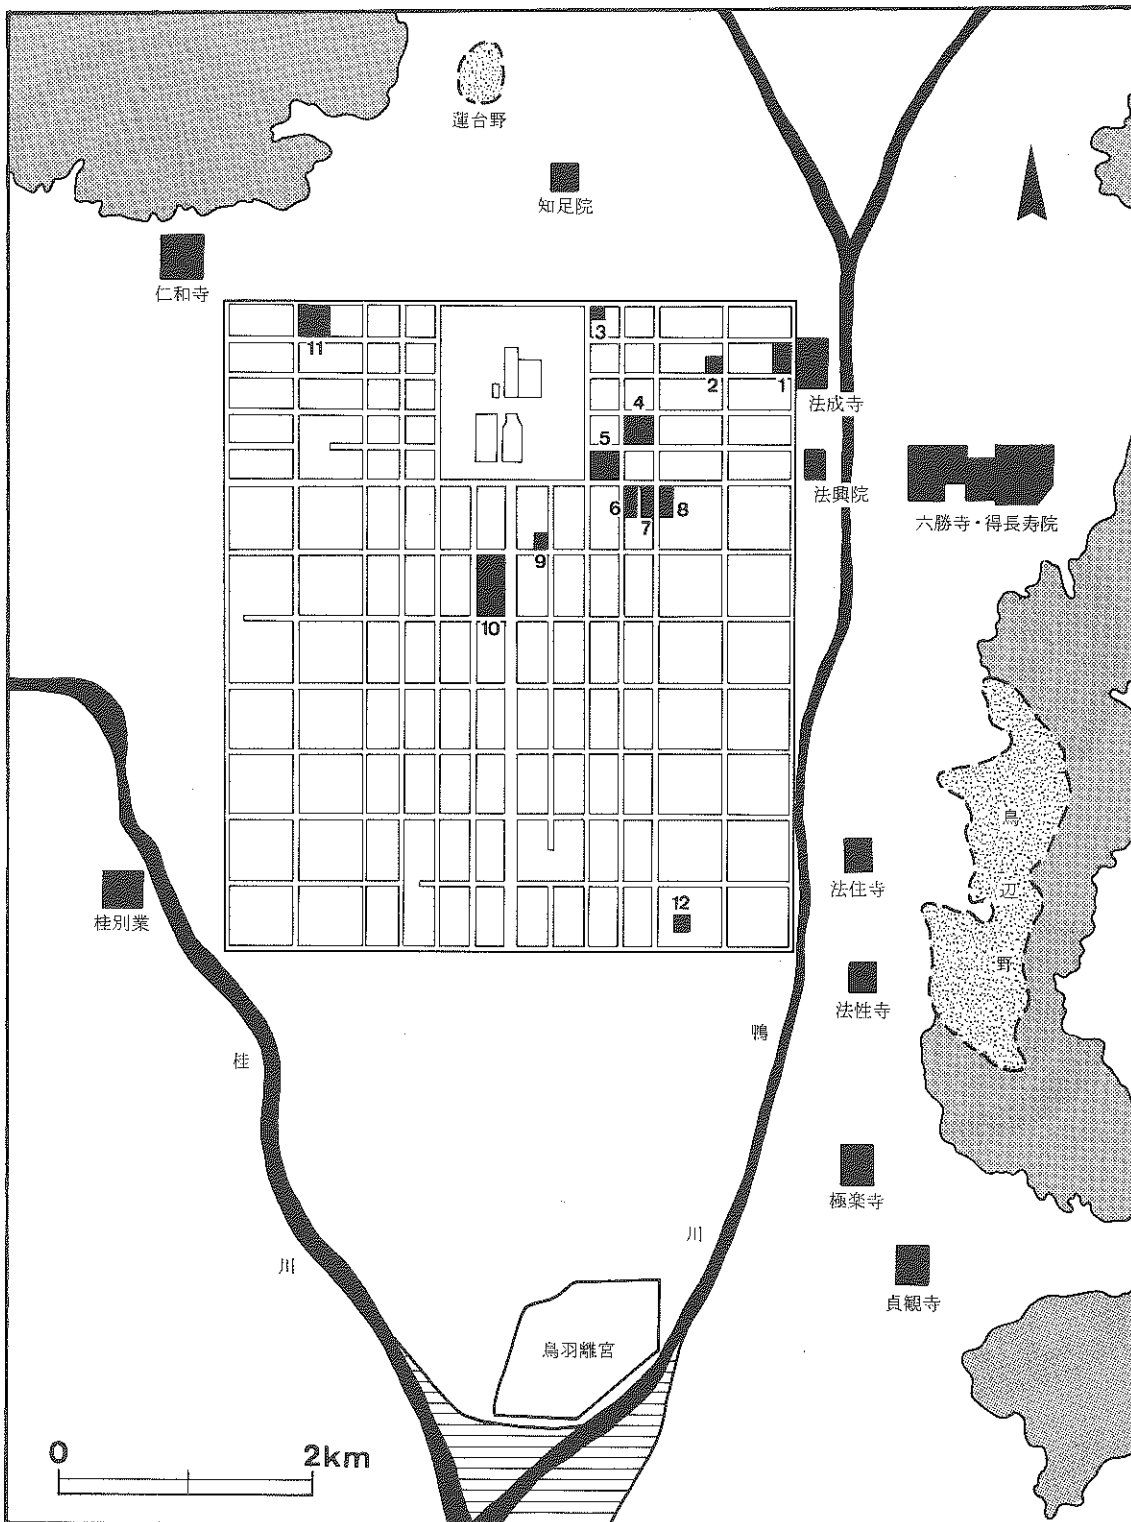 蓮台野
知足院
仁和寺
11
3
2
1
法成寺
4
5
法興院
6
7
8
六勝寺・得長寿院
9
10
鳥
辺
野
法住寺
桂別業
12
法性寺
鴨
川
桂
川
極楽寺
貞観寺
鳥羽離宮
0
2km